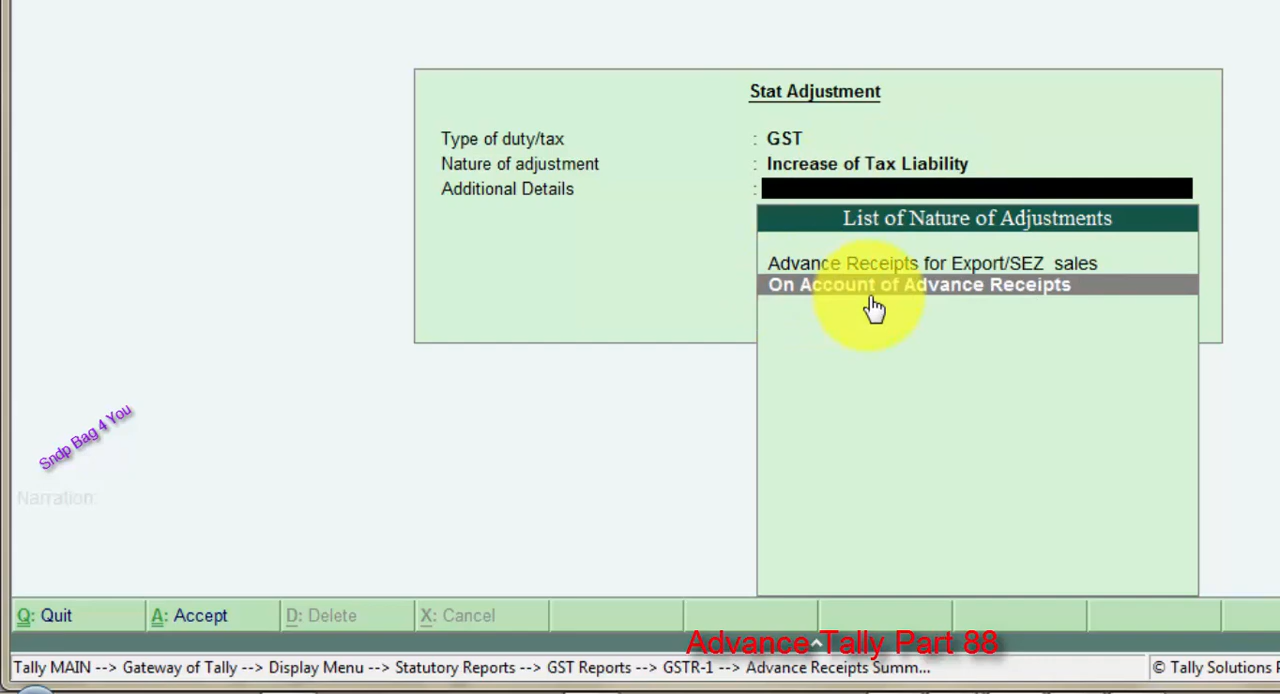 Stat Adjustment
Type of duty/tax : GST
Nature of adjustment : Increase of Tax Liability
Additional Details :
List of Nature of Adjustments
Advance Receipts for Export/SEZ sales
On Account of Advance Receipts
Sndp Bag 4 You
Narration:
Q: Quit A: Accept D: Delete X: Cancel
Advance Tally Part 88
Tally MAIN --> Gateway of Tally --> Display Menu --> Statutory Reports --> GST Reports --> GSTR-1 --> Advance Receipts Summ... © Tally Solutions